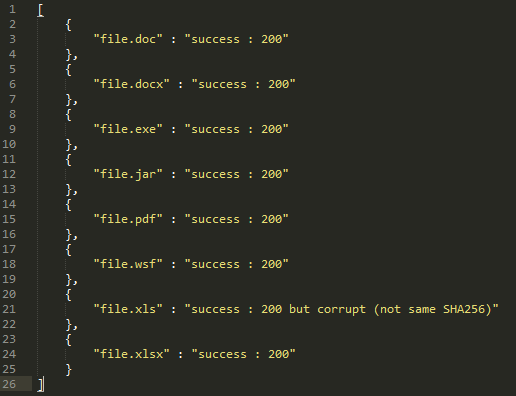 1 [
2 {
3 "file.doc" : "success : 200"
4 },
5 {
6 "file.docx" : "success : 200"
7 },
8 {
9 "file.exe" : "success : 200"
10 },
11 {
12 "file.jar" : "success : 200"
13 },
14 {
15 "file.pdf" : "success : 200"
16 },
17 {
18 "file.wsf" : "success : 200"
19 },
20 {
21 "file.xls" : "success : 200 but corrupt (not same SHA256)"
22 },
23 {
24 "file.xlsx" : "success : 200"
25 }
26 ]